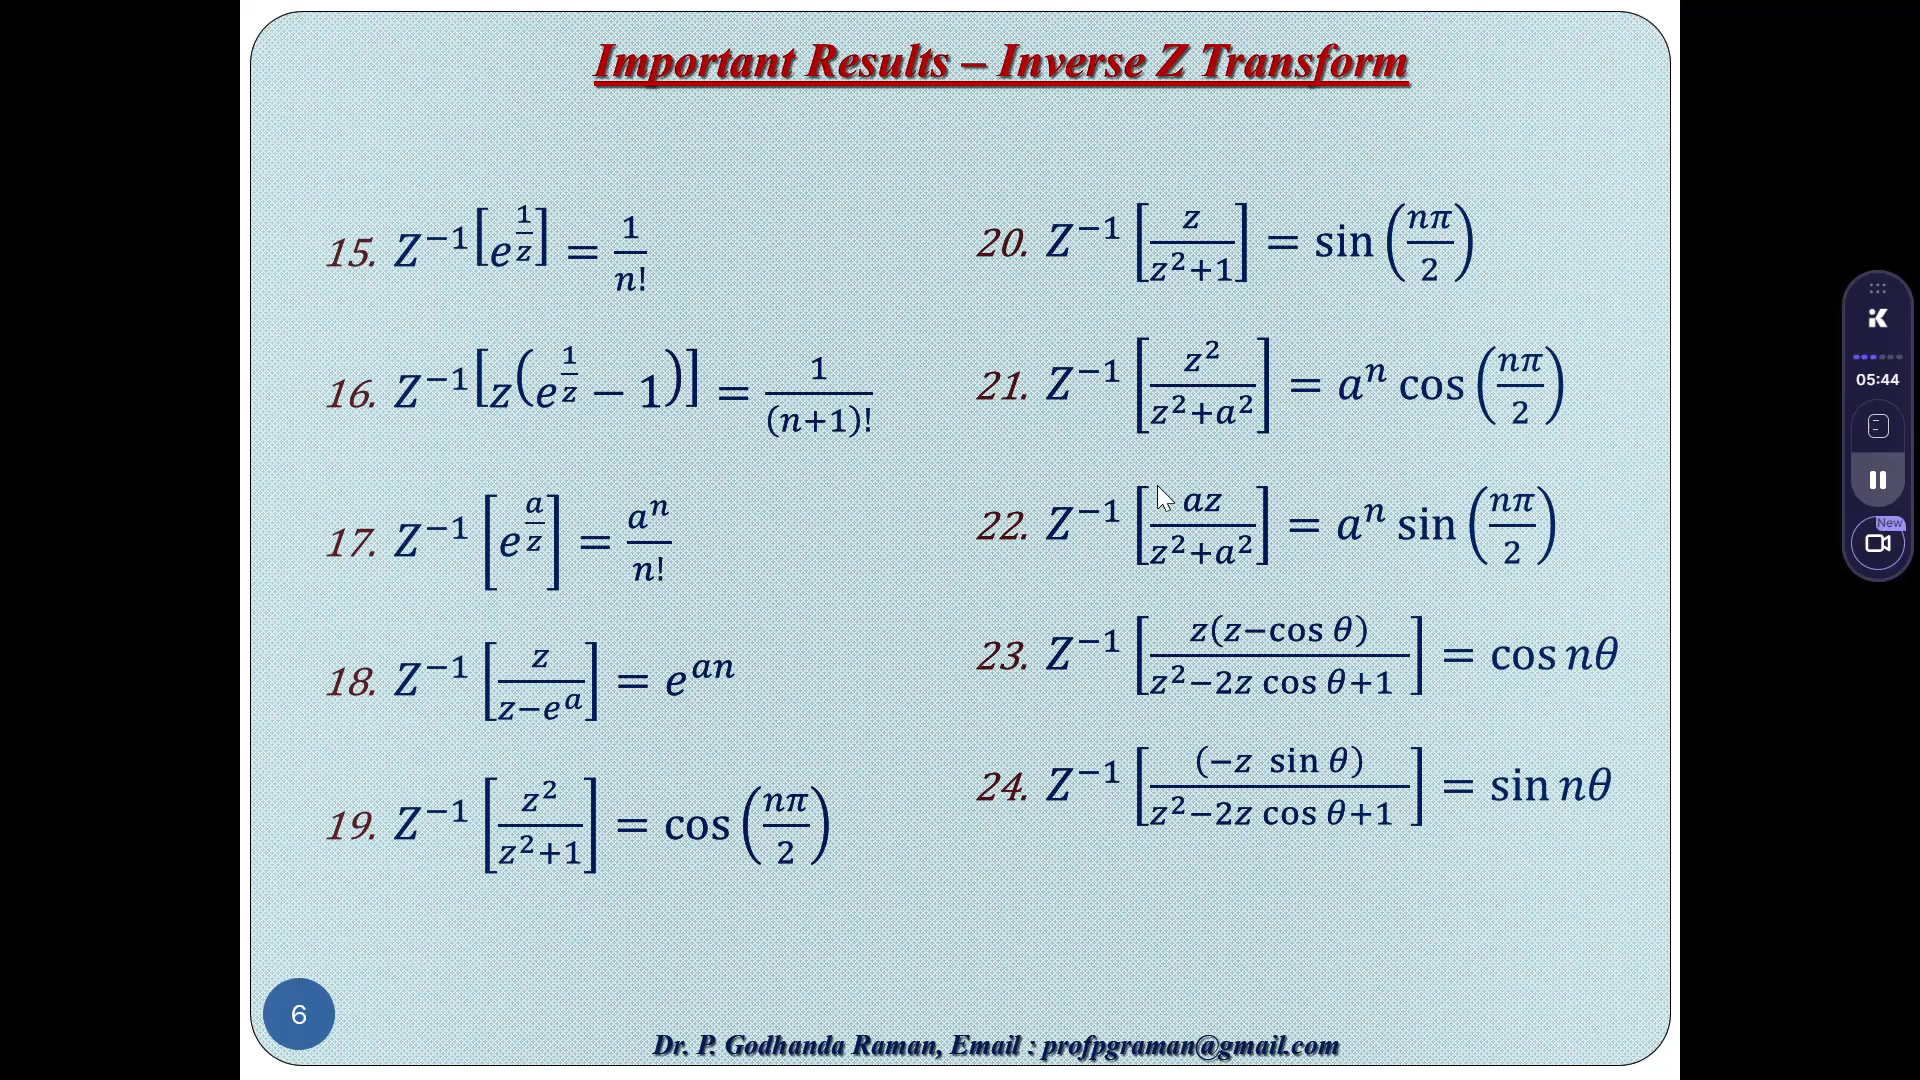 Important Results – Inverse Z Transform
15. Z⁻¹[e^(1/z)] = 1/n!
16. Z⁻¹[z(e^(1/z) − 1)] = 1/(n+1)!
17. Z⁻¹[e^(a/z)] = aⁿ/n!
18. Z⁻¹[z/(z−e^a)] = e^(an)
19. Z⁻¹[z²/(z²+1)] = cos(nπ/2)
20. Z⁻¹[z/(z²+1)] = sin(nπ/2)
21. Z⁻¹[z²/(z²+a²)] = aⁿ cos(nπ/2)
22. Z⁻¹[az/(z²+a²)] = aⁿ sin(nπ/2)
23. Z⁻¹[z(z−cos θ)/(z²−2z cos θ+1)] = cos nθ
24. Z⁻¹[(−z sin θ)/(z²−2z cos θ+1)] = sin nθ
6
Dr. P. Godhanda Raman, Email : profpgraman@gmail.com
05:44
New